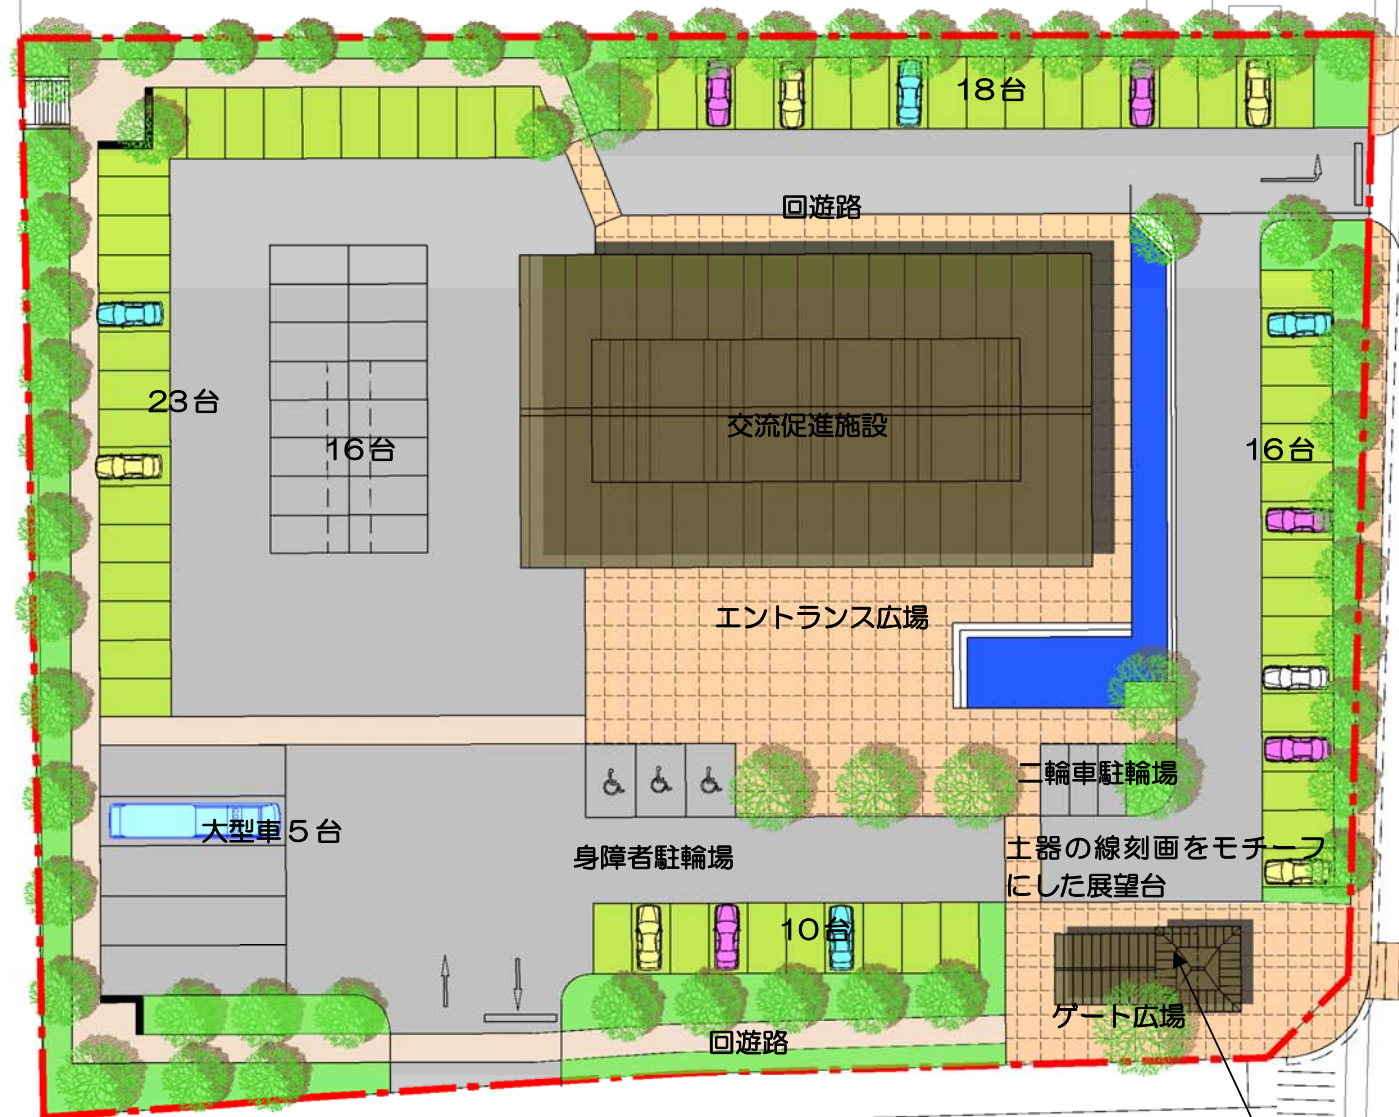 18台
回遊路
23台
16台
交流促進施設
16台
エントランス広場
二輪車駐輪場
大型車5台
身障者駐輪場
土器の線刻画をモチーフ
にした展望台
10台
ゲート広場
回遊路